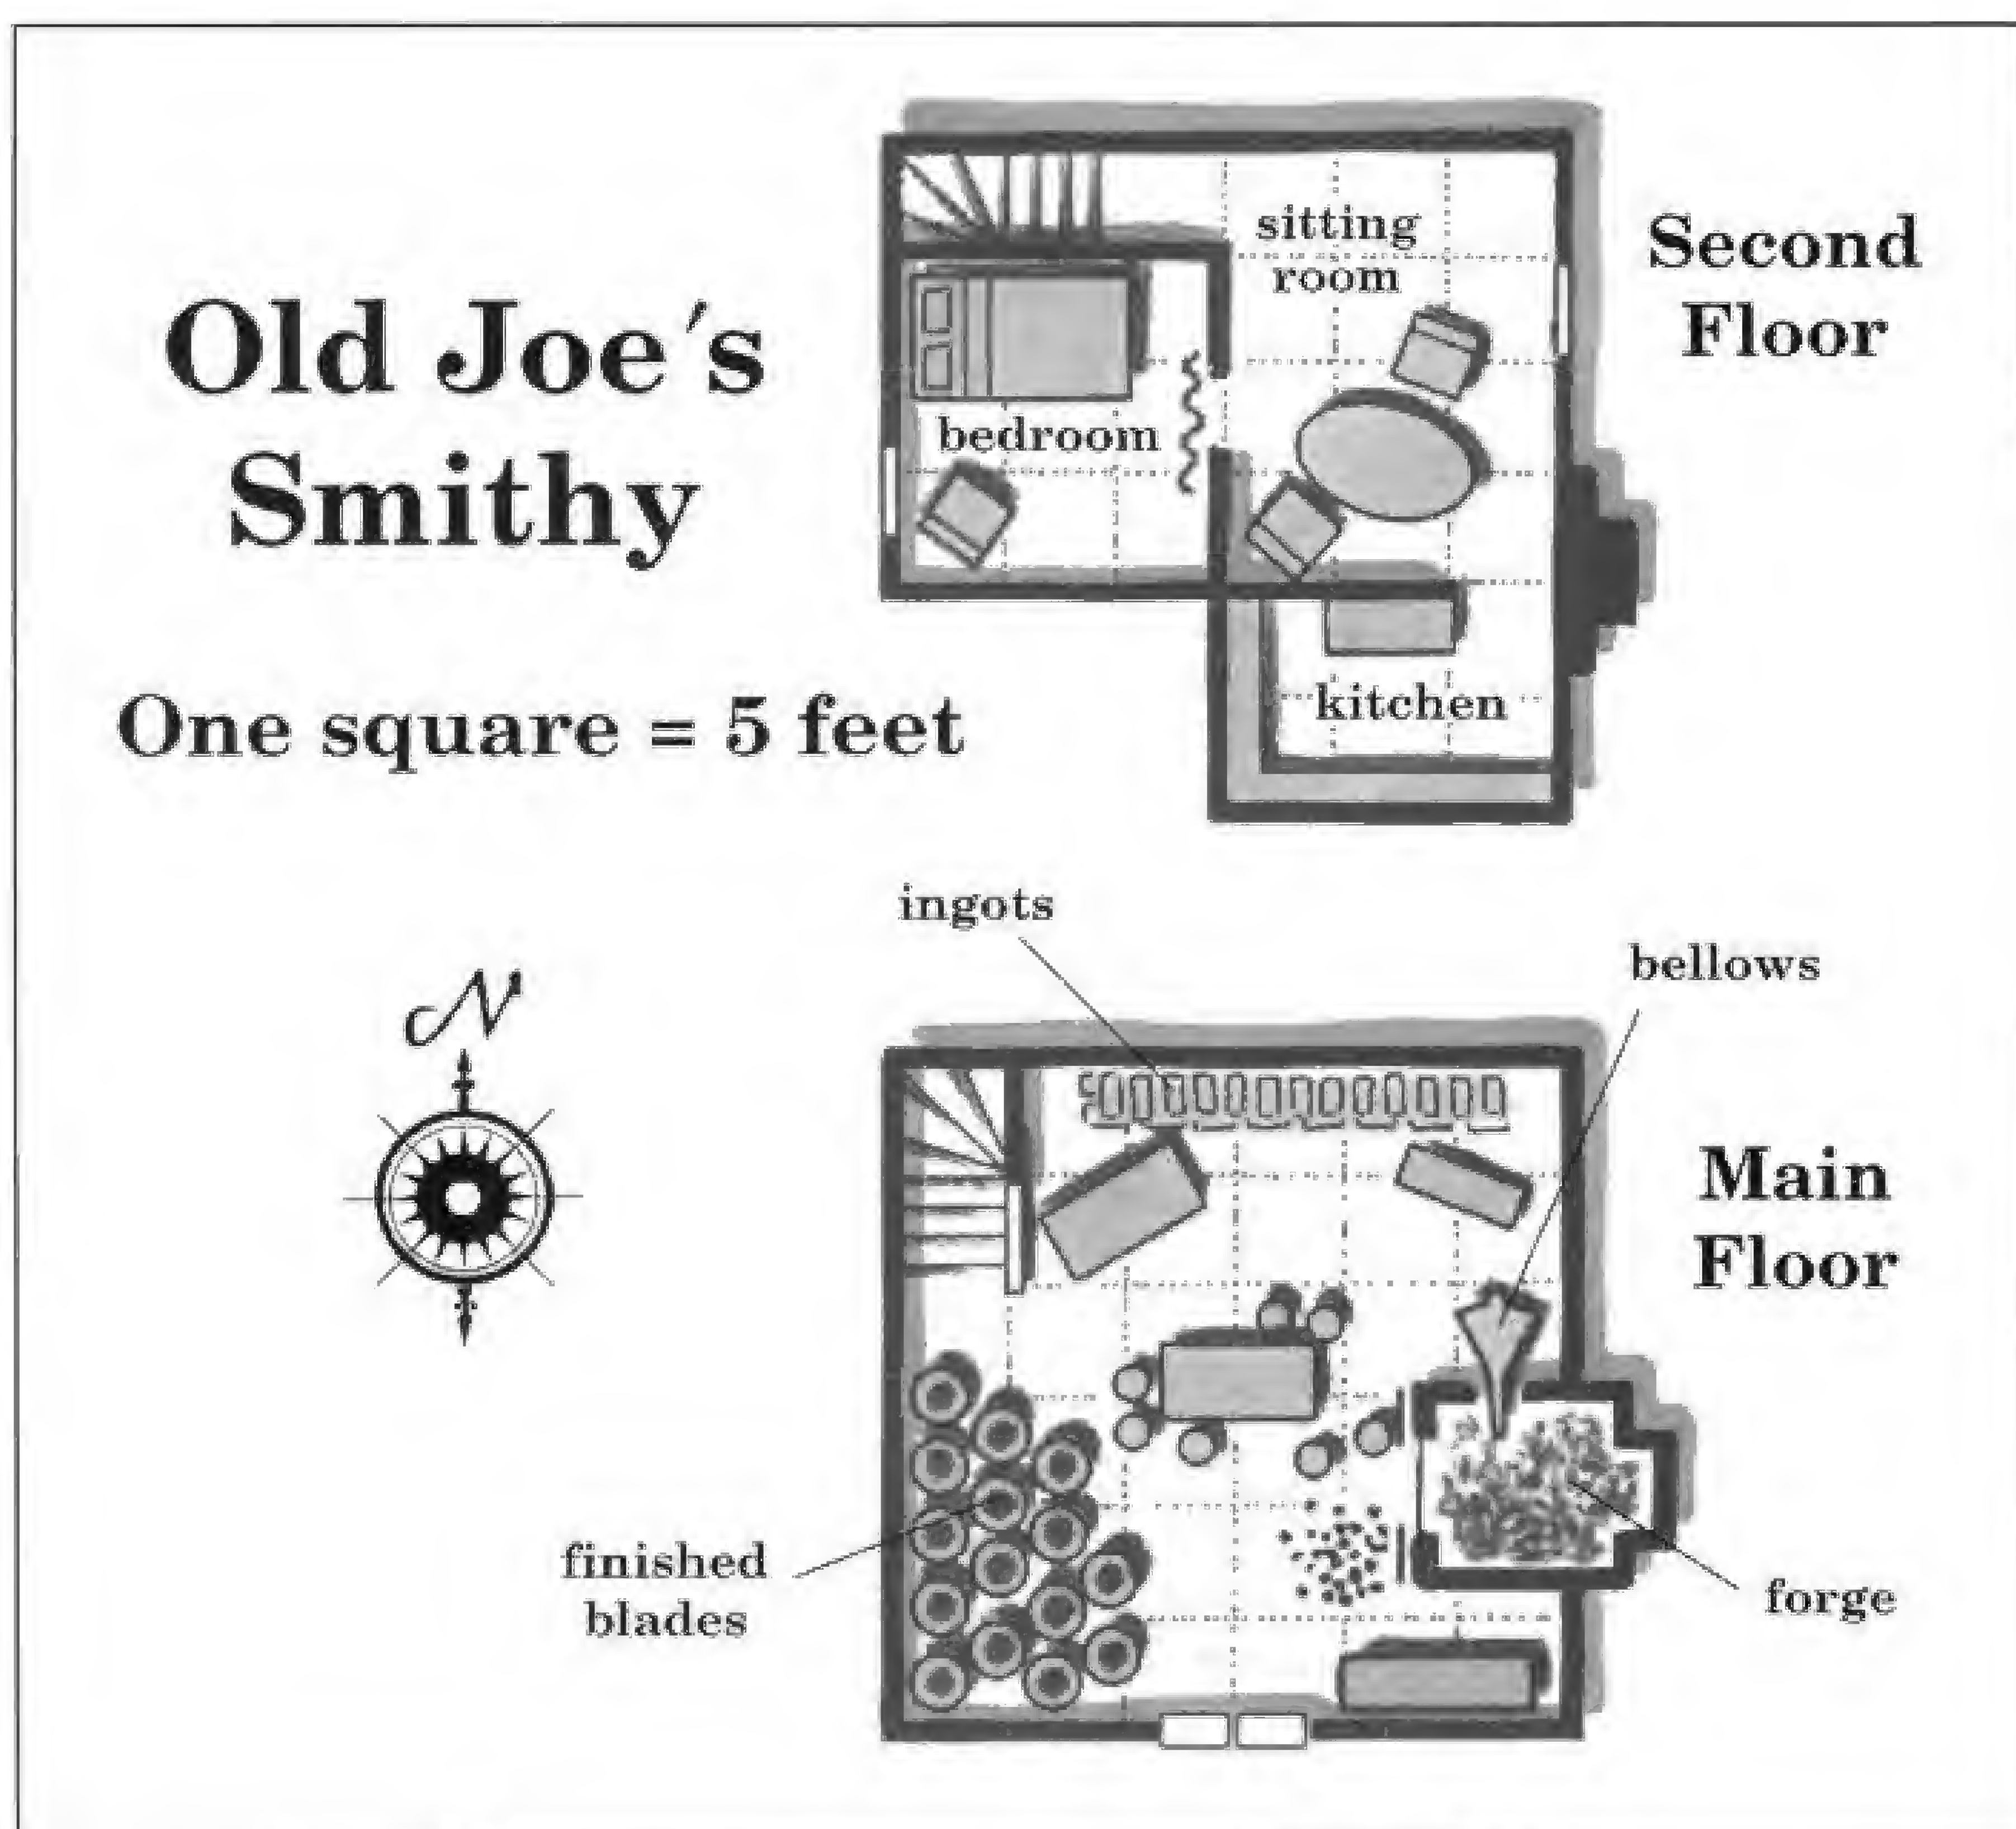 Old Joe's
Smithy
One square = 5 feet
Second
Floor
sitting
room
bedroom
kitchen
ingots
bellows
N
Main
Floor
finished
blades
forge